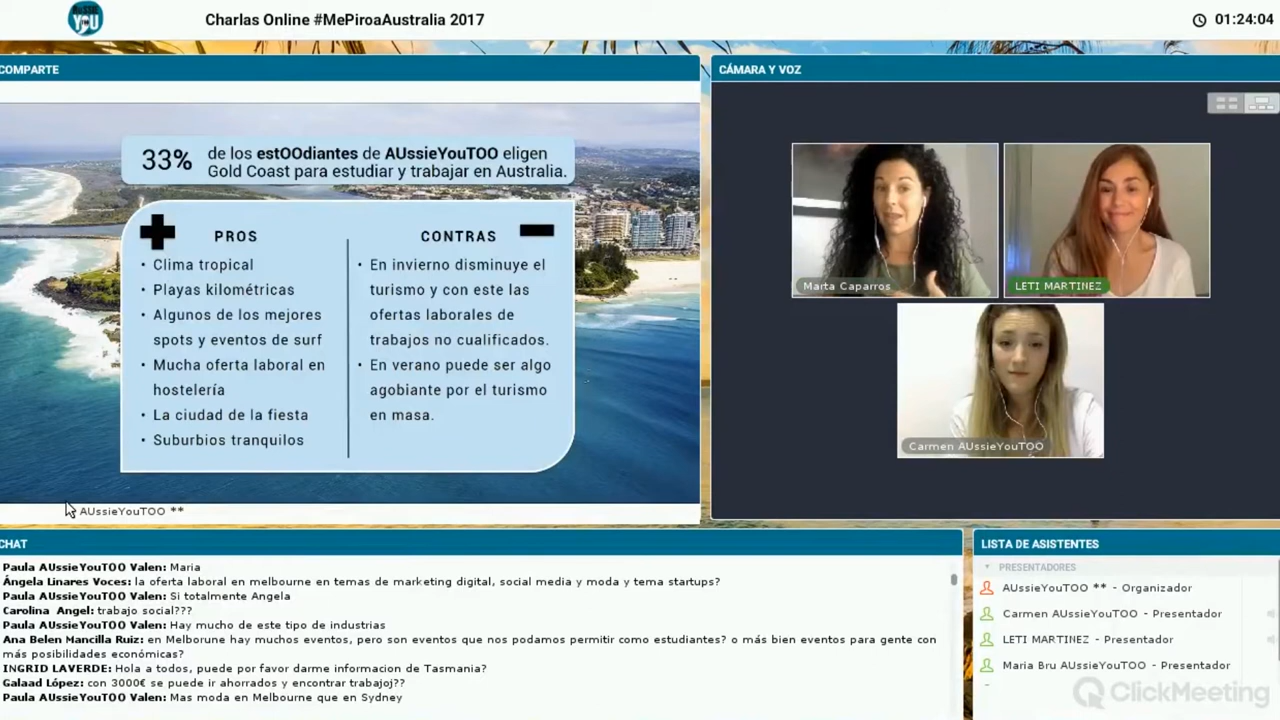 AUSSIE
YOU
Charlas Online #MePiroaAustralia 2017
01:24:04
COMPARTE
CÁMARA Y VOZ
33% de los estOOdiantes de AUssieYouTOO eligen
Gold Coast para estudiar y trabajar en Australia.
PROS
• Clima tropical
• Playas kilométricas
• Algunos de los mejores
spots y eventos de surf
• Mucha oferta laboral en
hostelería
• La ciudad de la fiesta
• Suburbios tranquilos
CONTRAS
• En invierno disminuye el
turismo y con este las
ofertas laborales de
trabajos no cualificados.
• En verano puede ser algo
agobiante por el turismo
en masa.
Marta Caparros
LETI MARTINEZ
Carmen AUssieYouTOO
AUssieYouTOO **
CHAT
Paula AUssieYouTOO Valen: Maria
Ángela Linares Voces: la oferta laboral en melbourne en temas de marketing digital, social media y moda y tema startups?
Paula AUssieYouTOO Valen: Si totalmente Angela
Carolina Angel: trabajo social???
Paula AUssieYouTOO Valen: Hay mucho de este tipo de industrias
Ana Belen Mancilla Ruiz: en Melborune hay muchos eventos, pero son eventos que nos podamos permitir como estudiantes? o más bien eventos para gente con
más posibilidades económicas?
INGRID LAVERDE: Hola a todos, puede por favor darme informacion de Tasmania?
Galaad López: con 3000€ se puede ir ahorrados y encontrar trabajoj??
Paula AUssieYouTOO Valen: Mas moda en Melbourne que en Sydney
LISTA DE ASISTENTES
PRESENTADORES
AUssieYouTOO ** - Organizador
Carmen AUssieYouTOO - Presentador
LETI MARTINEZ - Presentador
Maria Bru AUssieYouTOO - Presentador
ClickMeeting